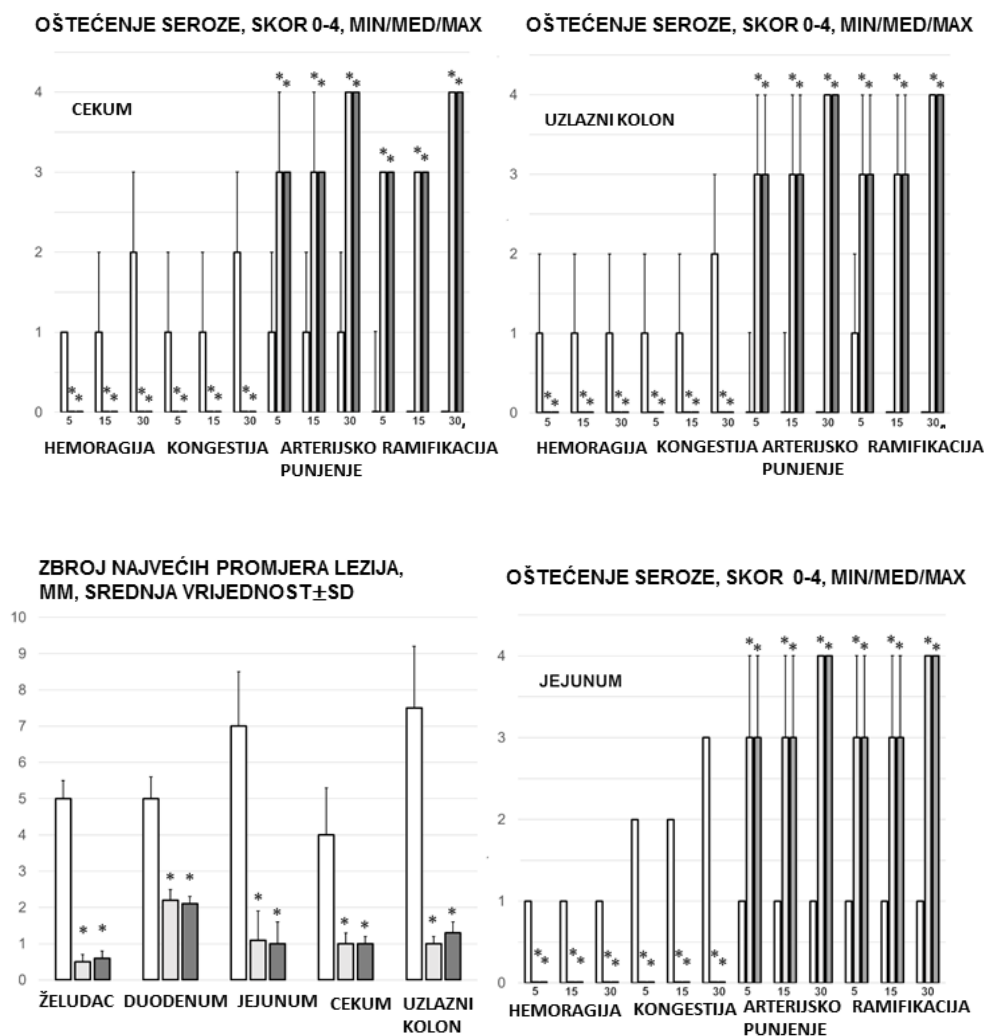 OŠTEĆENJE SEROZE, SKOR 0-4, MIN/MED/MAX
CEKUM
4
3
2
1
0
5 15 30 5 15 30 5 15 30 5 15 30,
HEMORAGIJA KONGESTIJA ARTERIJSKO RAMIFIKACIJA
PUNJENJE
OŠTEĆENJE SEROZE, SKOR 0-4, MIN/MED/MAX
UZLAZNI KOLON
4
3
2
1
0
5 15 30 5 15 30 5 15 30 5 15 30„
HEMORAGIJA KONGESTIJA ARTERIJSKO RAMIFIKACIJA
PUNJENJE
ZBROJ NAJVEĆIH PROMJERA LEZIJA,
MM, SREDNJA VRIJEDNOST±SD
10
9
8
7
6
5
4
3
2
1
0
ŽELUDAC DUODENUM JEJUNUM CEKUM UZLAZNI
KOLON
OŠTEĆENJE SEROZE, SKOR 0-4, MIN/MED/MAX
JEJUNUM
4
3
2
1
0
5 15 30 5 15 30 5 15 30 5 15 30
HEMORAGIJA KONGESTIJA ARTERIJSKO RAMIFIKACIJA
PUNJENJE